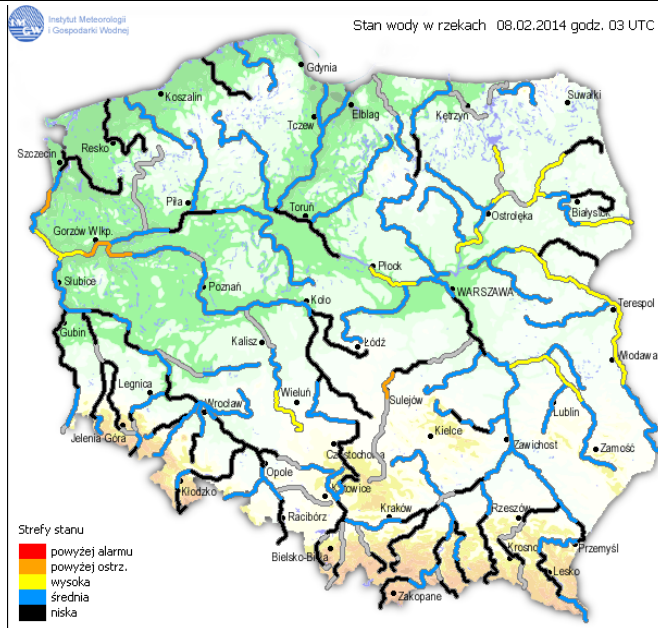 Instytut Meteorologii
i Gospodarki Wodnej
Stan wody w rzekach 08.02.2014 godz. 03 UTC
Gdynia
Koszalin
Suwałki
Elbląg
Kętrzyn
Tczew
Resko
Szczecin
Piła
Białystok
Toruń
Ostrołęka
Gorzów Wlkp.
Płock
Słubice
Poznań
WARSZAWA
Koło
Terespol
Gubin
Kalisz
Łódź
Włodawa
Legnica
Wieluń
Sulejów
Wrocław
Lublin
Jelenia Góra
Kielce
Zawichost
Zamość
Częstochowa
Opole
Kłodzko
Katowice
Racibórz
Kraków
Rzeszów
Bielsko-Biała
Krosno
Przemyśl
Lesko
Zakopane
Strefy stanu
powyżej alarmu
powyżej ostrz.
wysoka
średnia
niska